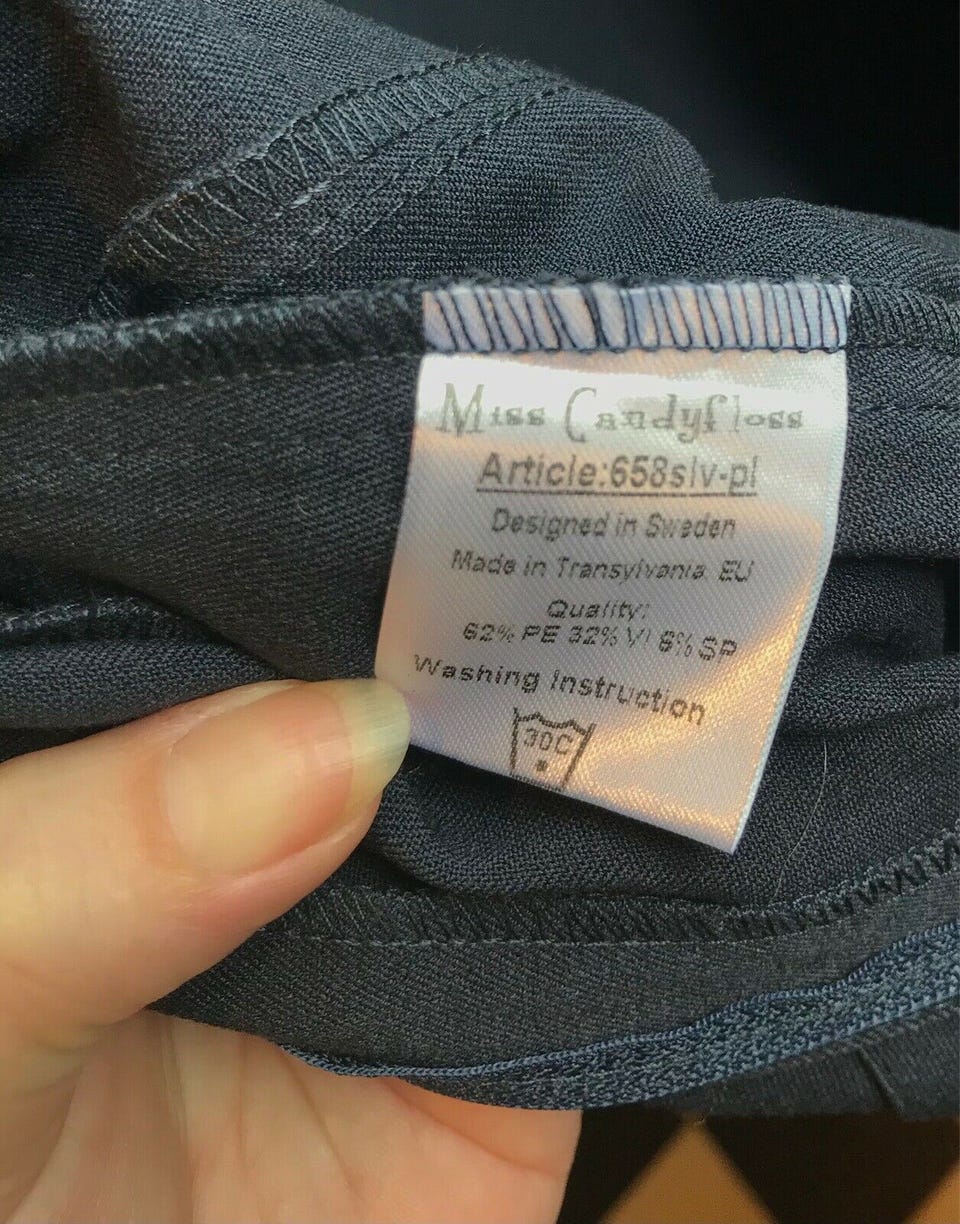 Miss Candyfloss
Article:658slv-pl
Designed in Sweden
Made in Transylvania EU
Quality:
62% PE 32% VI 6% SP
Washing Instruction
30C